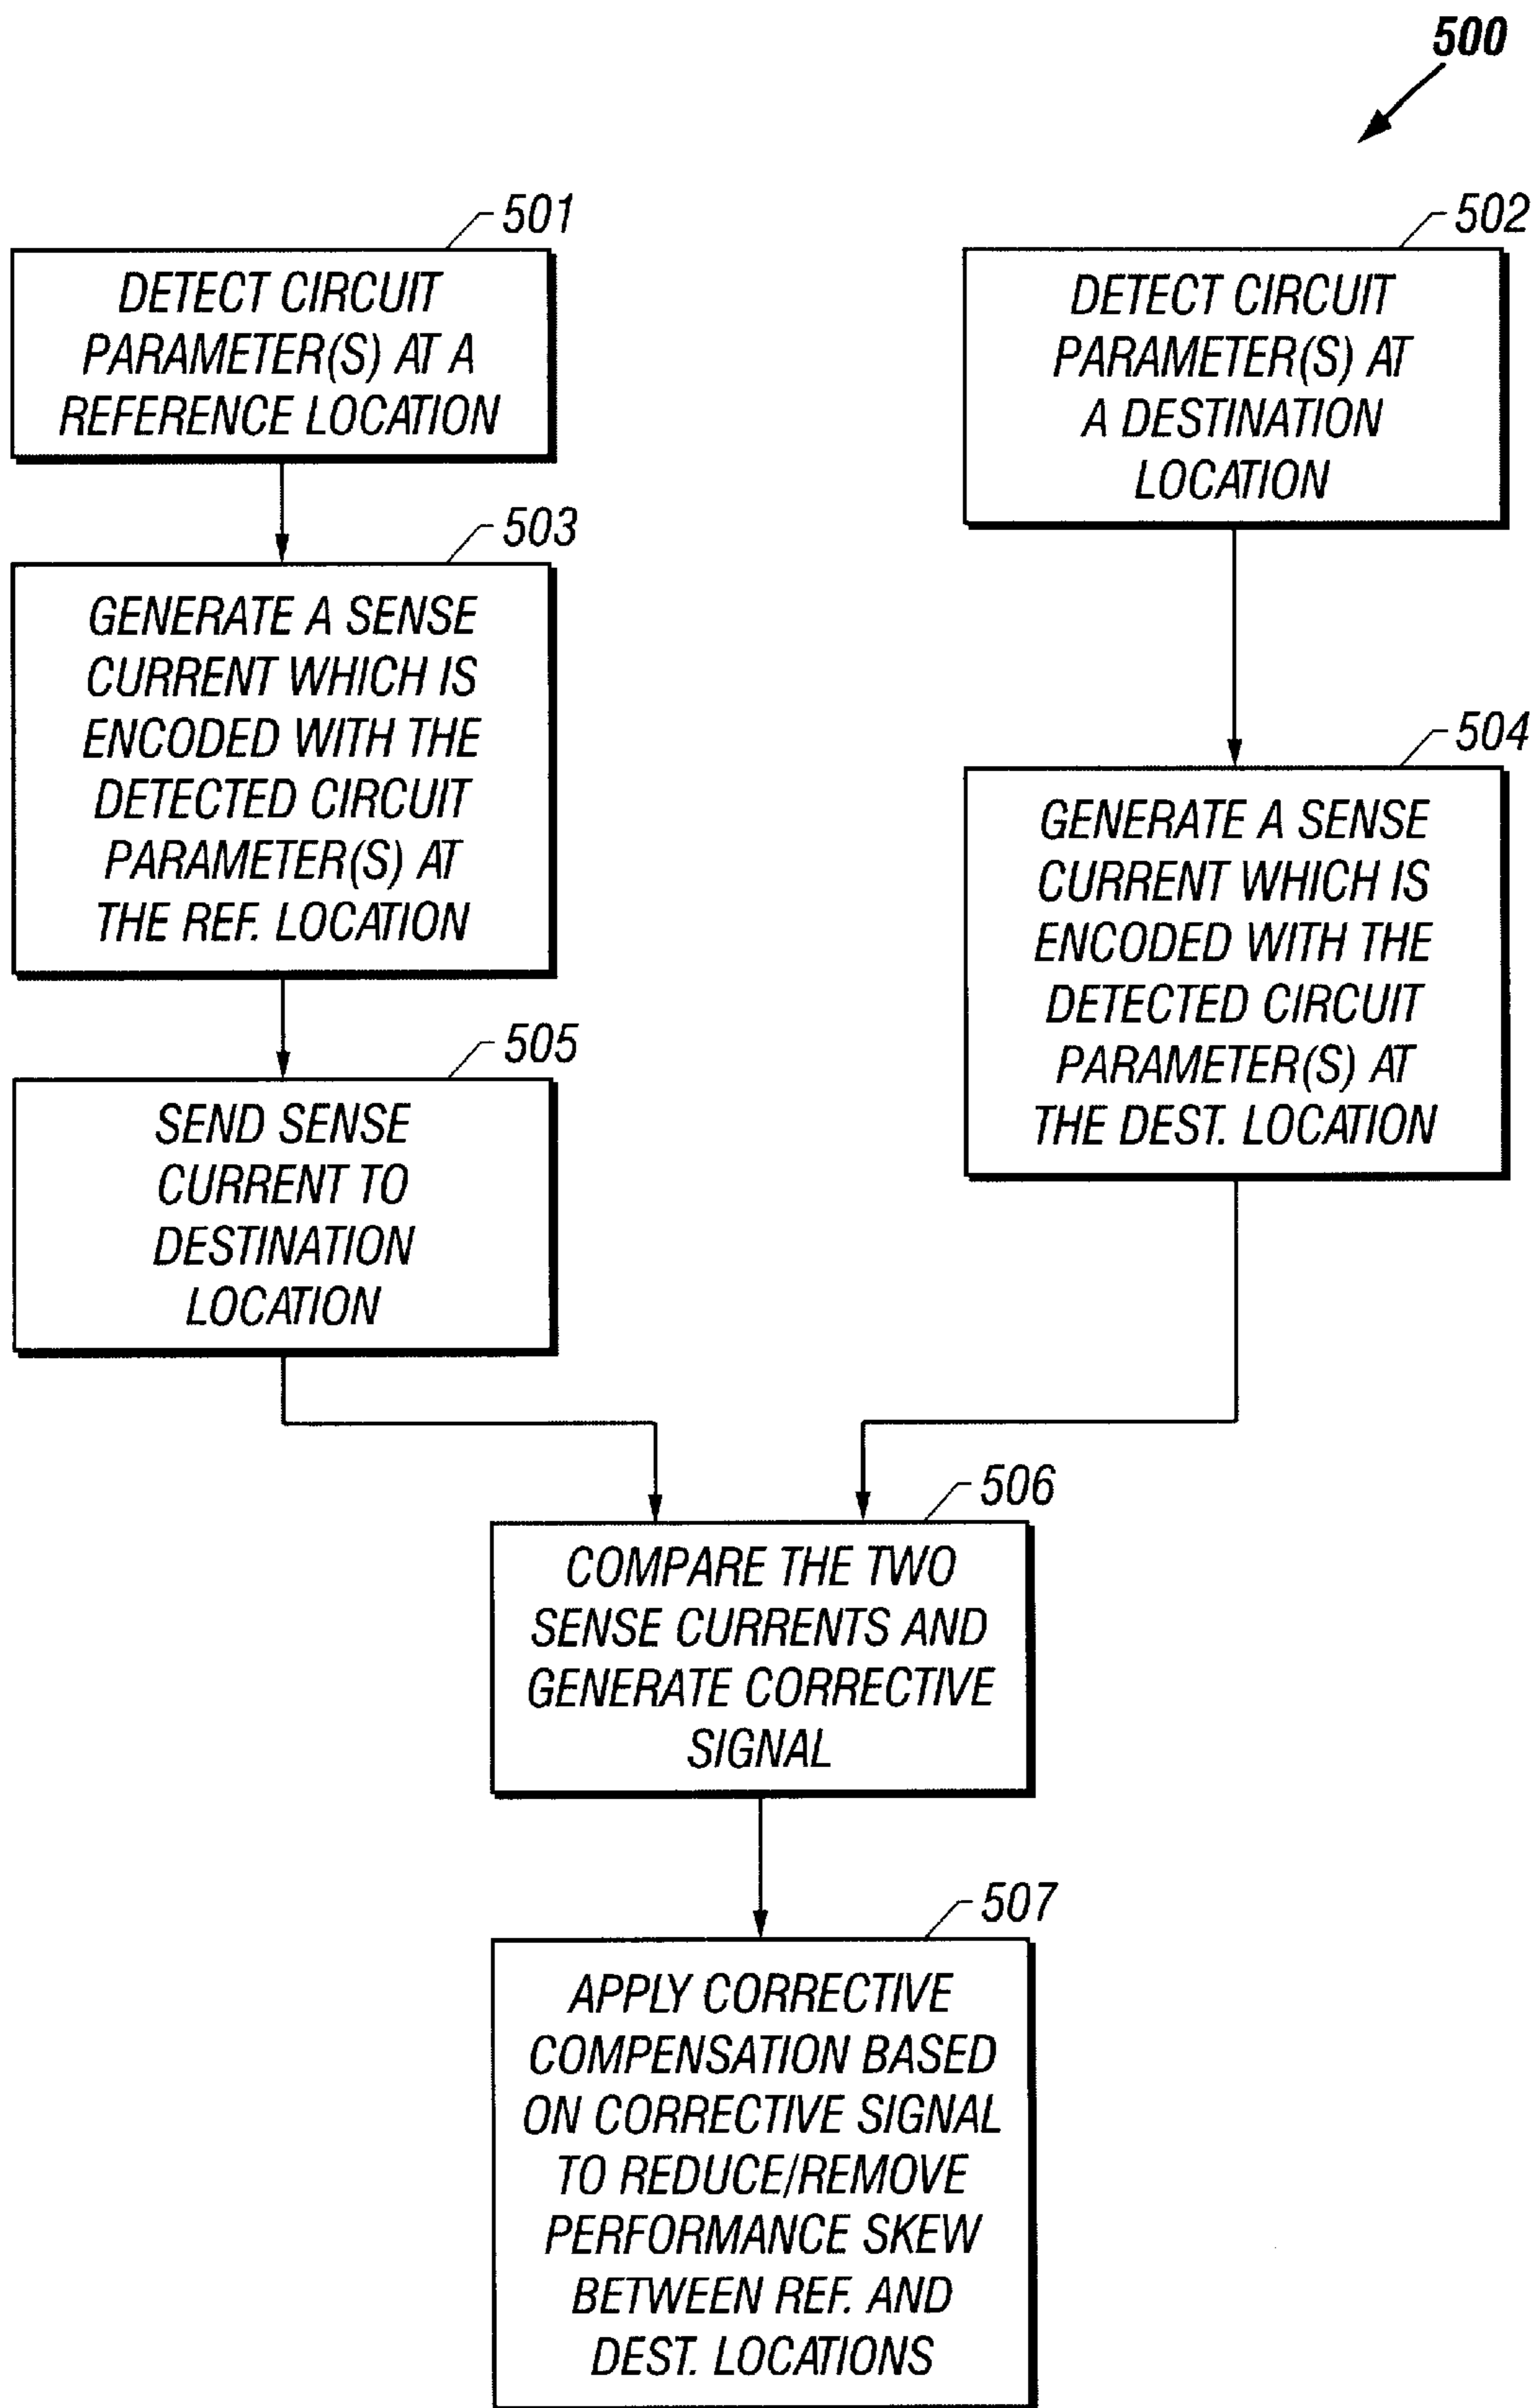 500
501
DETECT CIRCUIT
PARAMETER(S) AT A
REFERENCE LOCATION
502
DETECT CIRCUIT
PARAMETER(S) AT
A DESTINATION
LOCATION
503
GENERATE A SENSE
CURRENT WHICH IS
ENCODED WITH THE
DETECTED CIRCUIT
PARAMETER(S) AT
THE REF. LOCATION
504
GENERATE A SENSE
CURRENT WHICH IS
ENCODED WITH THE
DETECTED CIRCUIT
PARAMETER(S) AT
THE DEST. LOCATION
505
SEND SENSE
CURRENT TO
DESTINATION
LOCATION
506
COMPARE THE TWO
SENSE CURRENTS AND
GENERATE CORRECTIVE
SIGNAL
507
APPLY CORRECTIVE
COMPENSATION BASED
ON CORRECTIVE SIGNAL
TO REDUCE/REMOVE
PERFORMANCE SKEW
BETWEEN REF. AND
DEST. LOCATIONS